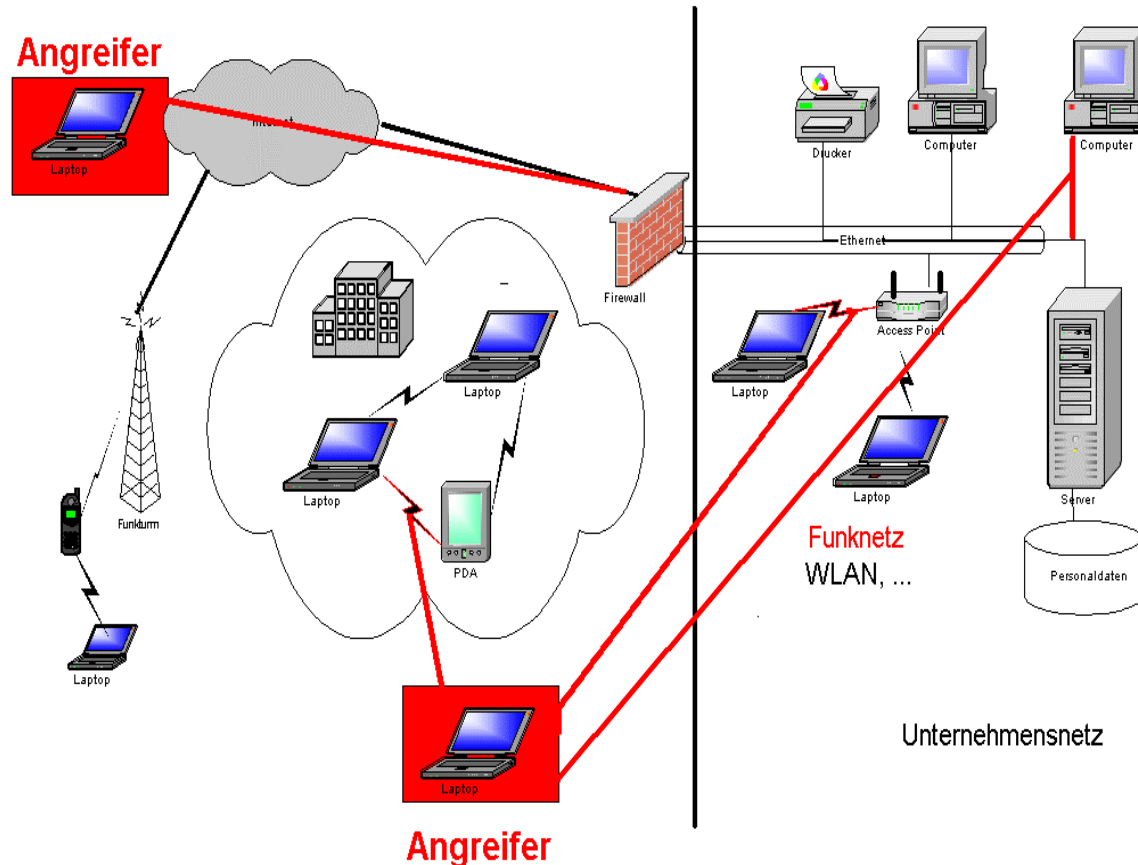 Angreifer
Laptop
Internet
Drucker
Computer
Computer
Ethernet
Firewall
Access Point
Laptop
Laptop
Laptop
Laptop
Server
Funkturm
PDA
Funknetz
WLAN, ...
Personaldaten
Laptop
Laptop
Unternehmensnetz
Angreifer